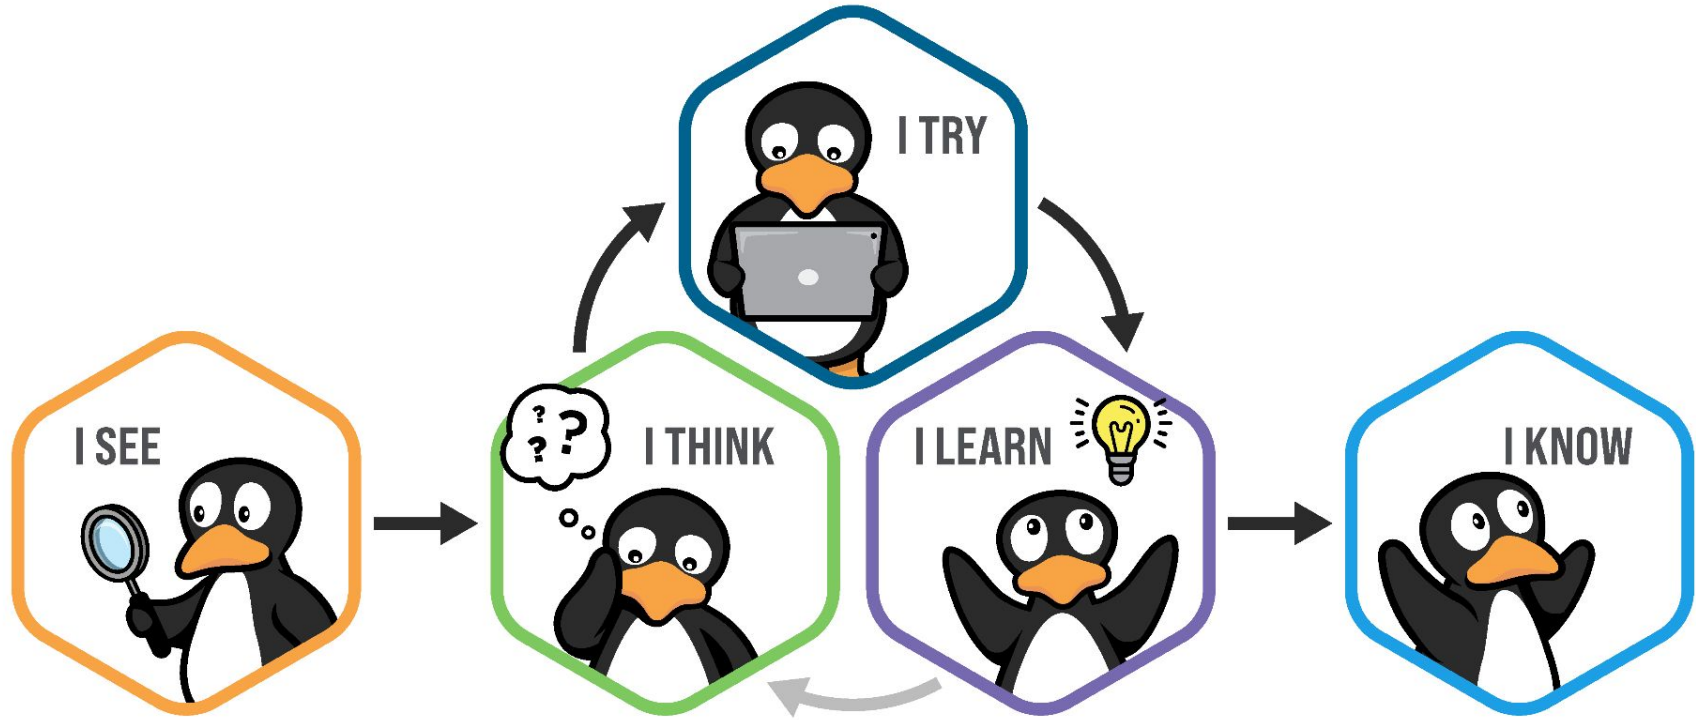 I SEE
? ? ?
I THINK
I TRY
I LEARN
I KNOW